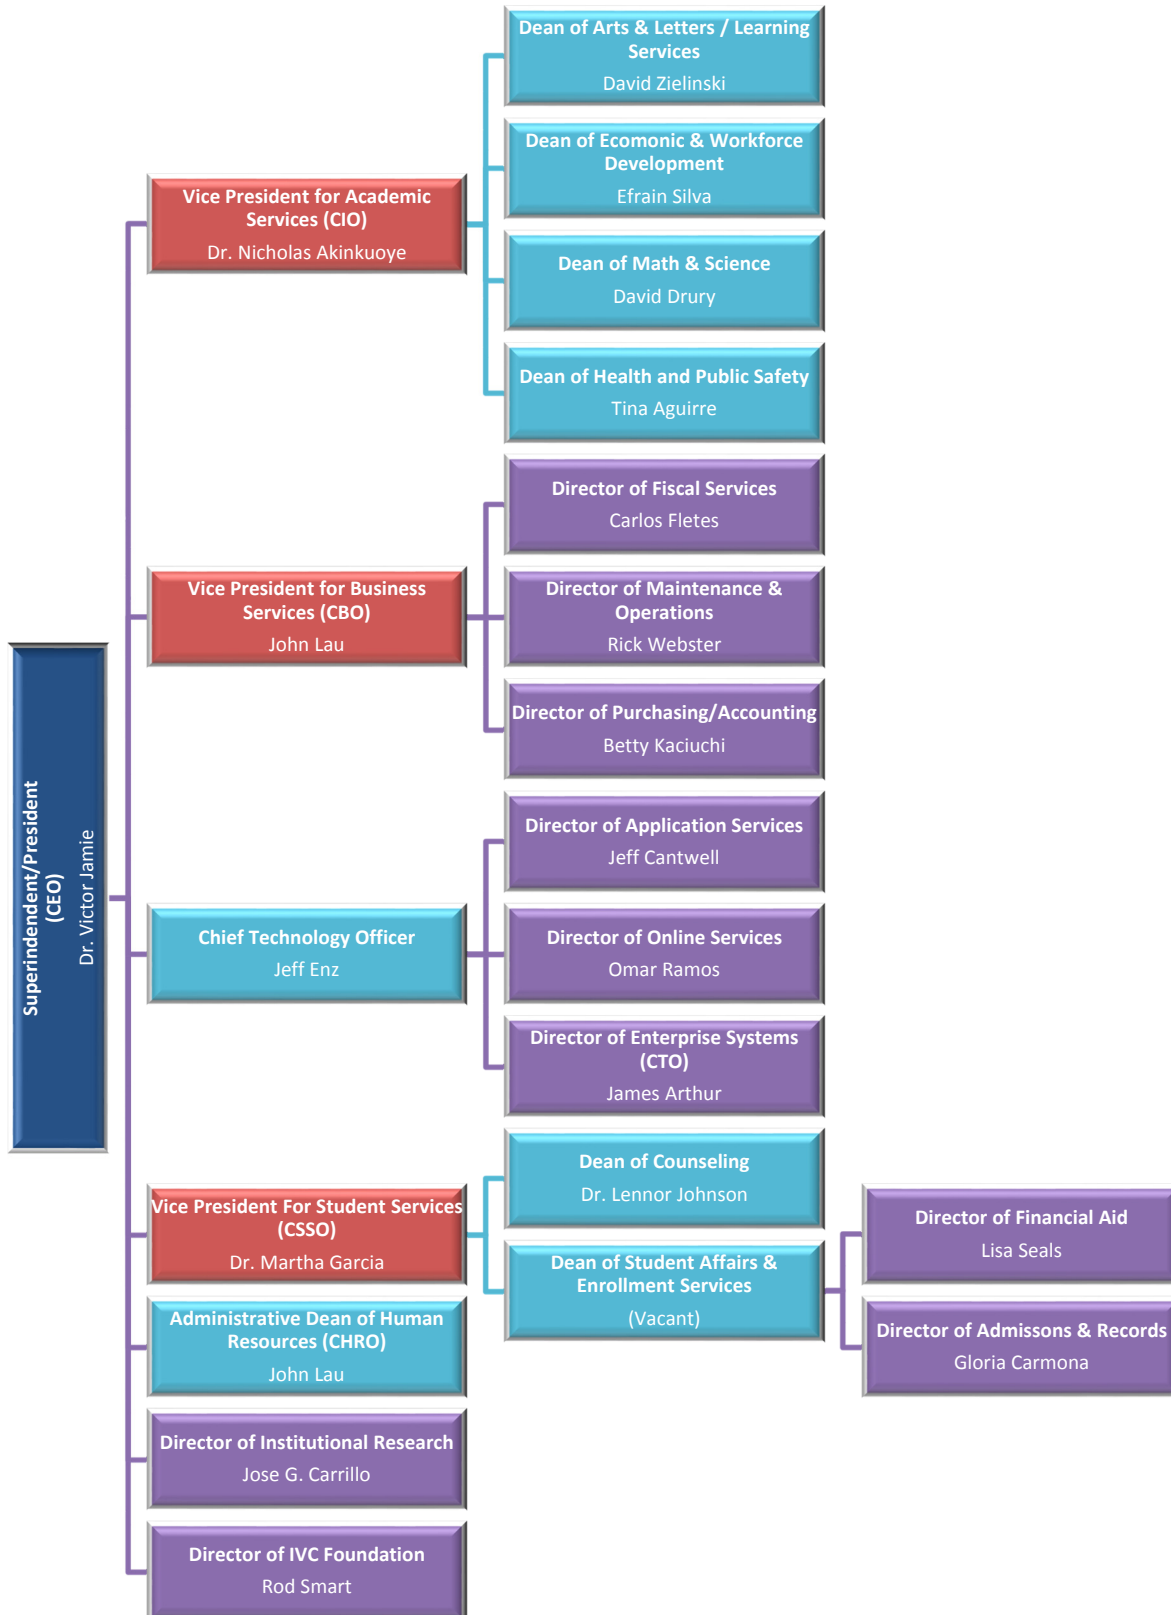 Superindendent/President
(CEO)
Dr. Victor Jamie
Vice President for Academic
Services (CIO)
Dr. Nicholas Akinkuoye
Dean of Arts & Letters / Learning
Services
David Zielinski
Dean of Ecomonic & Workforce
Development
Efrain Silva
Dean of Math & Science
David Drury
Dean of Health and Public Safety
Tina Aguirre
Vice President for Business
Services (CBO)
John Lau
Director of Fiscal Services
Carlos Fletes
Director of Maintenance &
Operations
Rick Webster
Director of Purchasing/Accounting
Betty Kaciuchi
Chief Technology Officer
Jeff Enz
Director of Application Services
Jeff Cantwell
Director of Online Services
Omar Ramos
Director of Enterprise Systems
(CTO)
James Arthur
Vice President For Student Services
(CSSO)
Dr. Martha Garcia
Dean of Counseling
Dr. Lennor Johnson
Dean of Student Affairs &
Enrollment Services
(Vacant)
Director of Financial Aid
Lisa Seals
Director of Admissons & Records
Gloria Carmona
Administrative Dean of Human
Resources (CHRO)
John Lau
Director of Institutional Research
Jose G. Carrillo
Director of IVC Foundation
Rod Smart